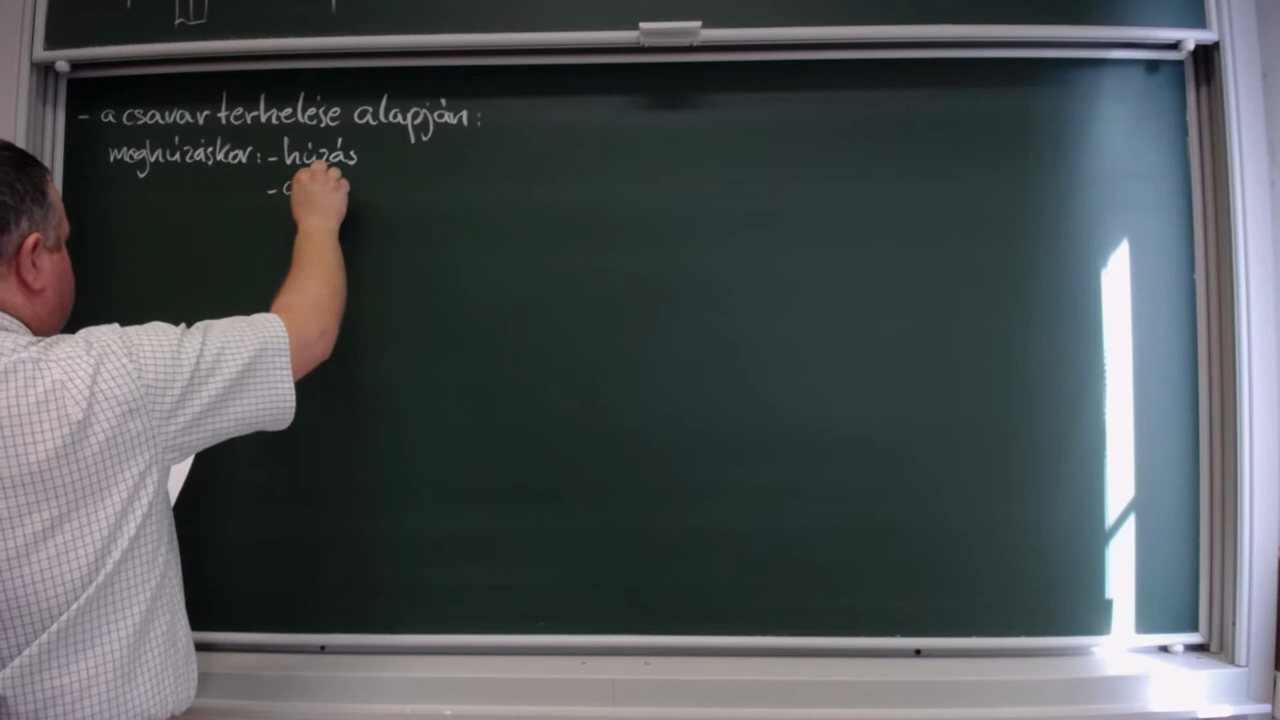 - a csavar terhelése alapján:
meghúzáskor: - húzás
-